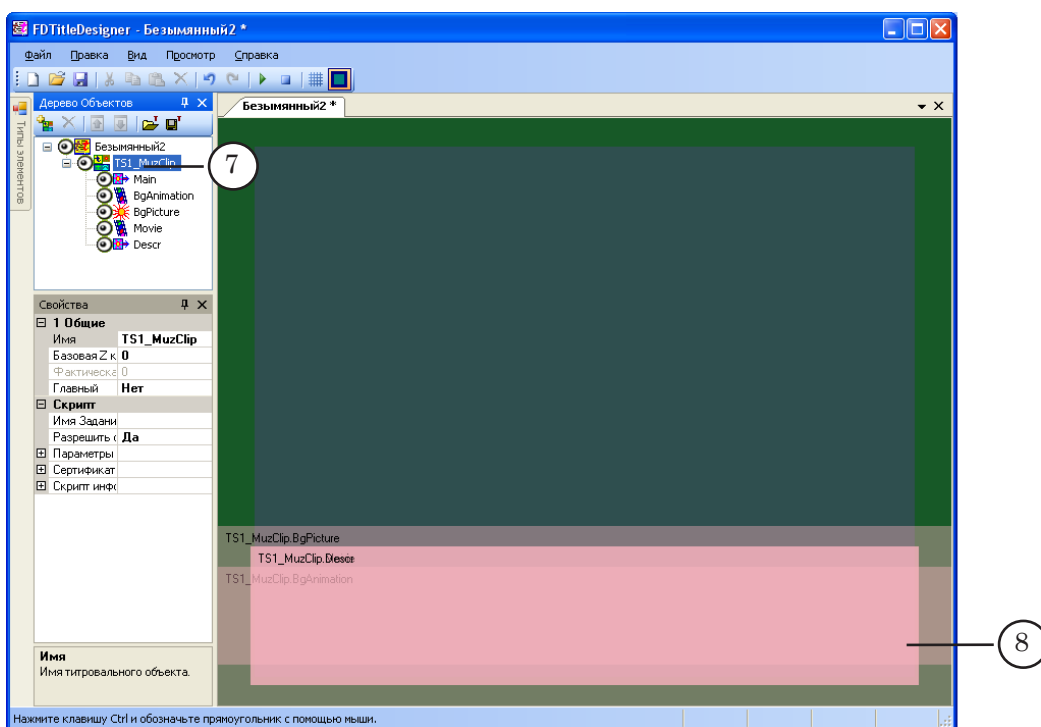 FDTitleDesigner - Безымянный2 *
Файл Правка Вид Просмотр Справка
Типы элементов
Дерево Объектов
Безымянный2 *
Безымянный2
TS1_MuzClip
7
Main
BgAnimation
BgPicture
Movie
Descr
Свойства
1 Общие
Имя TS1_MuzClip
Базовая Z к 0
Фактическа 0
Главный Нет
Скрипт
Имя Задани
Разрешить с Да
Параметры
Сертификат
Скрипт инфо
TS1_MuzClip.BgPicture
TS1_MuzClip.
TS1_MuzClip.BgAnimation
8
Имя
Имя титровального объекта.
Нажмите клавишу Ctrl и обозначьте прямоугольник с помощью мыши.